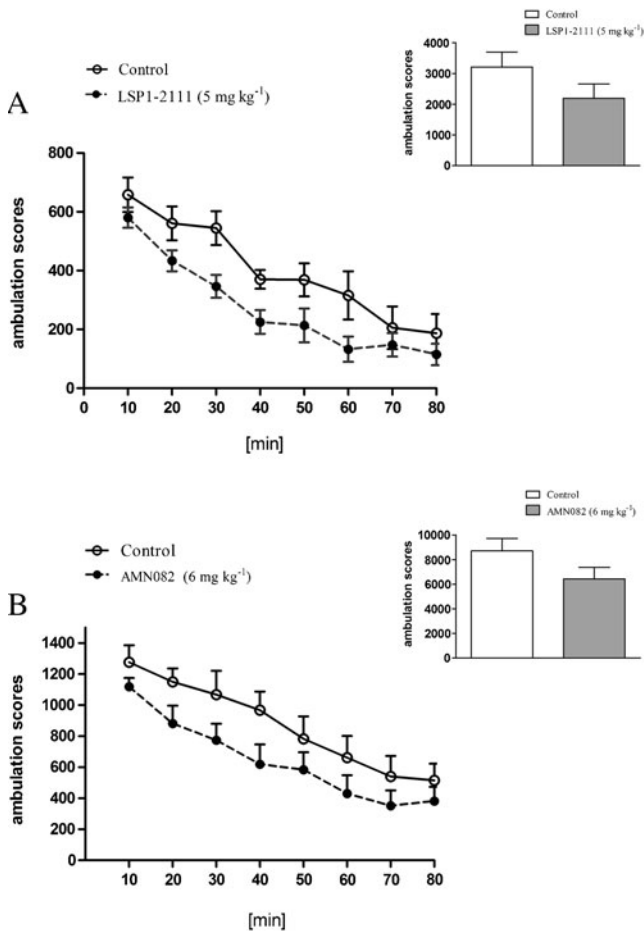 Control
LSP1-2111 (5 mg kg⁻¹)
4000
3000
2000
1000
0
ambulation scores
A
Control
LSP1-2111 (5 mg kg⁻¹)
800
600
400
200
0
ambulation scores
0 10 20 30 40 50 60 70 80
[min]
Control
AMN082 (6 mg kg⁻¹)
10000
8000
6000
4000
2000
0
ambulation scores
Control
AMN082 (6 mg kg⁻¹)
B
1400
1200
1000
800
600
400
200
0
ambulation scores
10 20 30 40 50 60 70 80
[min]